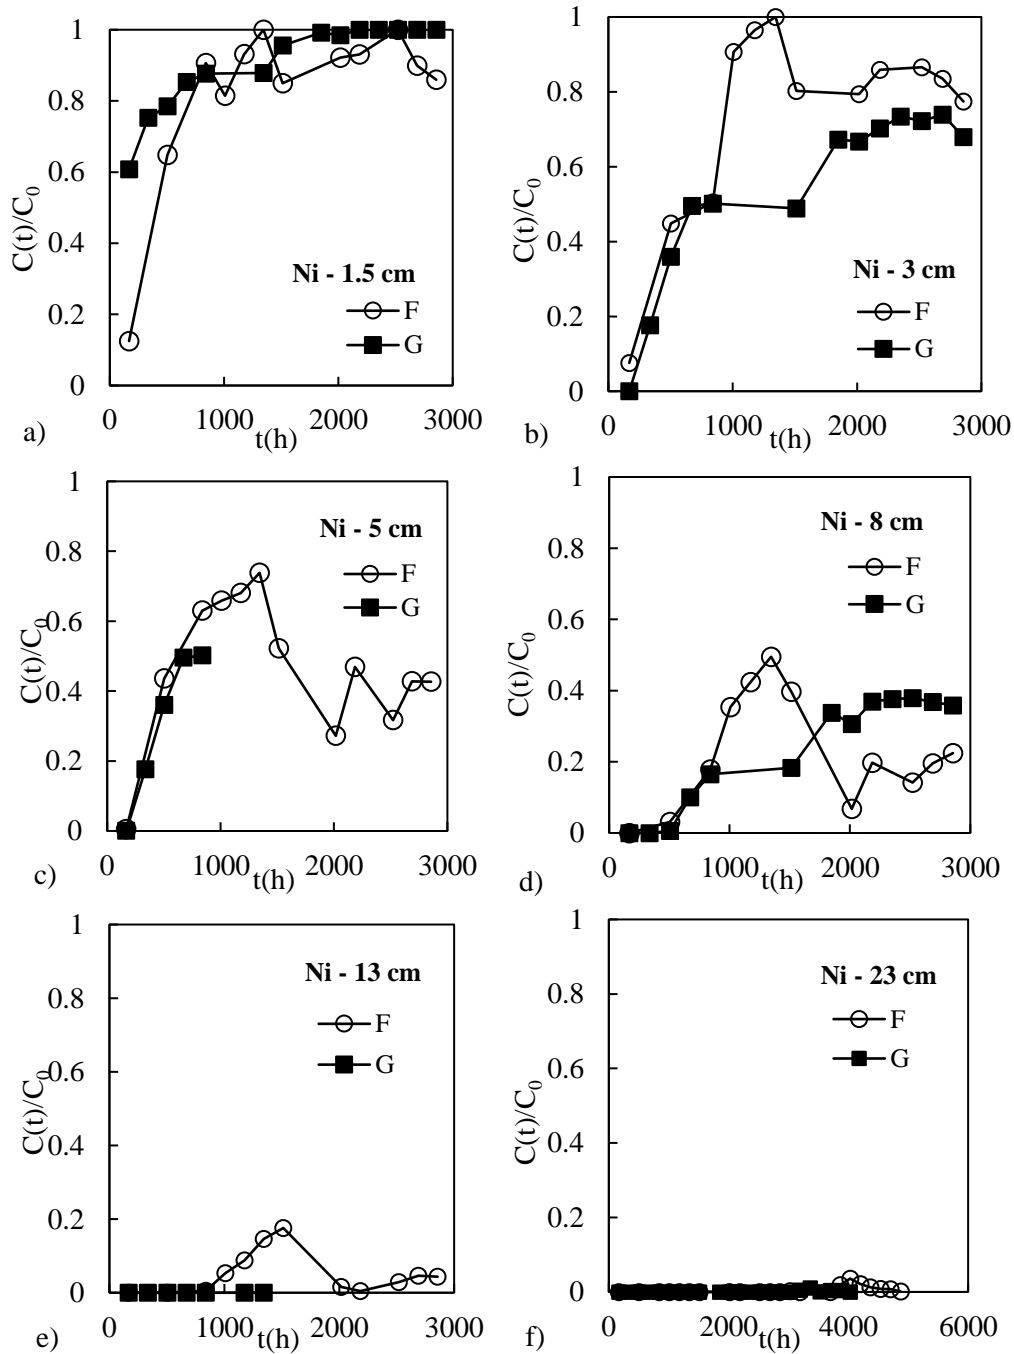 1
0.8
0.6
0.4
0.2
0
C(t)/C0
Ni - 1.5 cm
F
G
0
1000
2000
3000
t(h)
a)
1
0.8
0.6
0.4
0.2
0
C(t)/C0
Ni - 3 cm
F
G
0
1000
2000
3000
t(h)
b)
1
0.8
0.6
0.4
0.2
0
C(t)/C0
Ni - 5 cm
F
G
0
1000
2000
3000
t(h)
c)
1
0.8
0.6
0.4
0.2
0
C(t)/C0
Ni - 8 cm
F
G
0
1000
2000
3000
t(h)
d)
1
0.8
0.6
0.4
0.2
0
C(t)/C0
Ni - 13 cm
F
G
0
1000
2000
3000
t(h)
e)
1
0.8
0.6
0.4
0.2
0
C(t)/C0
Ni - 23 cm
F
G
0
2000
4000
6000
t(h)
f)